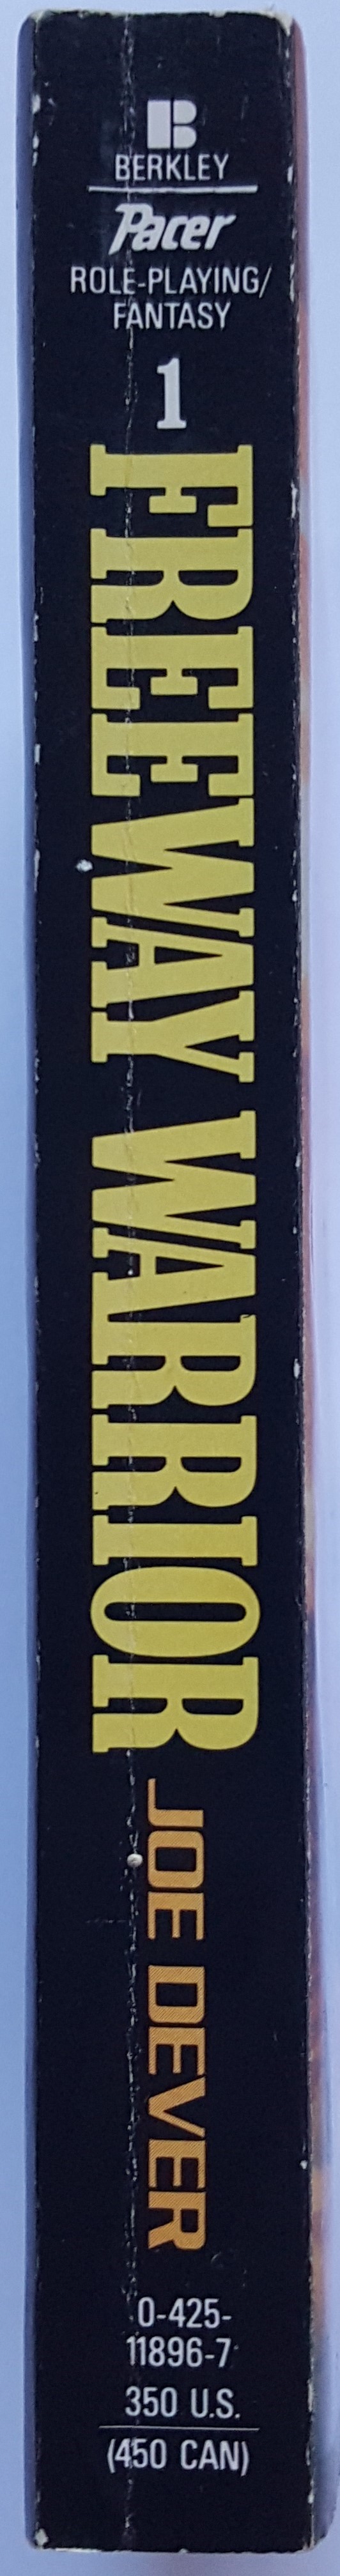 B
BERKLEY
Pacer
ROLE-PLAYING/
FANTASY
1
FREEWAY WARRIOR
JOE DEVER
0-425-
11896-7
350 U.S.
(450 CAN)